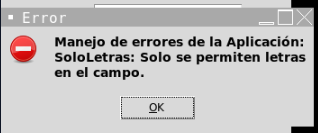 Error
Manejo de errores de la Aplicación:
SoloLetras: Solo se permiten letras
en el campo.
OK